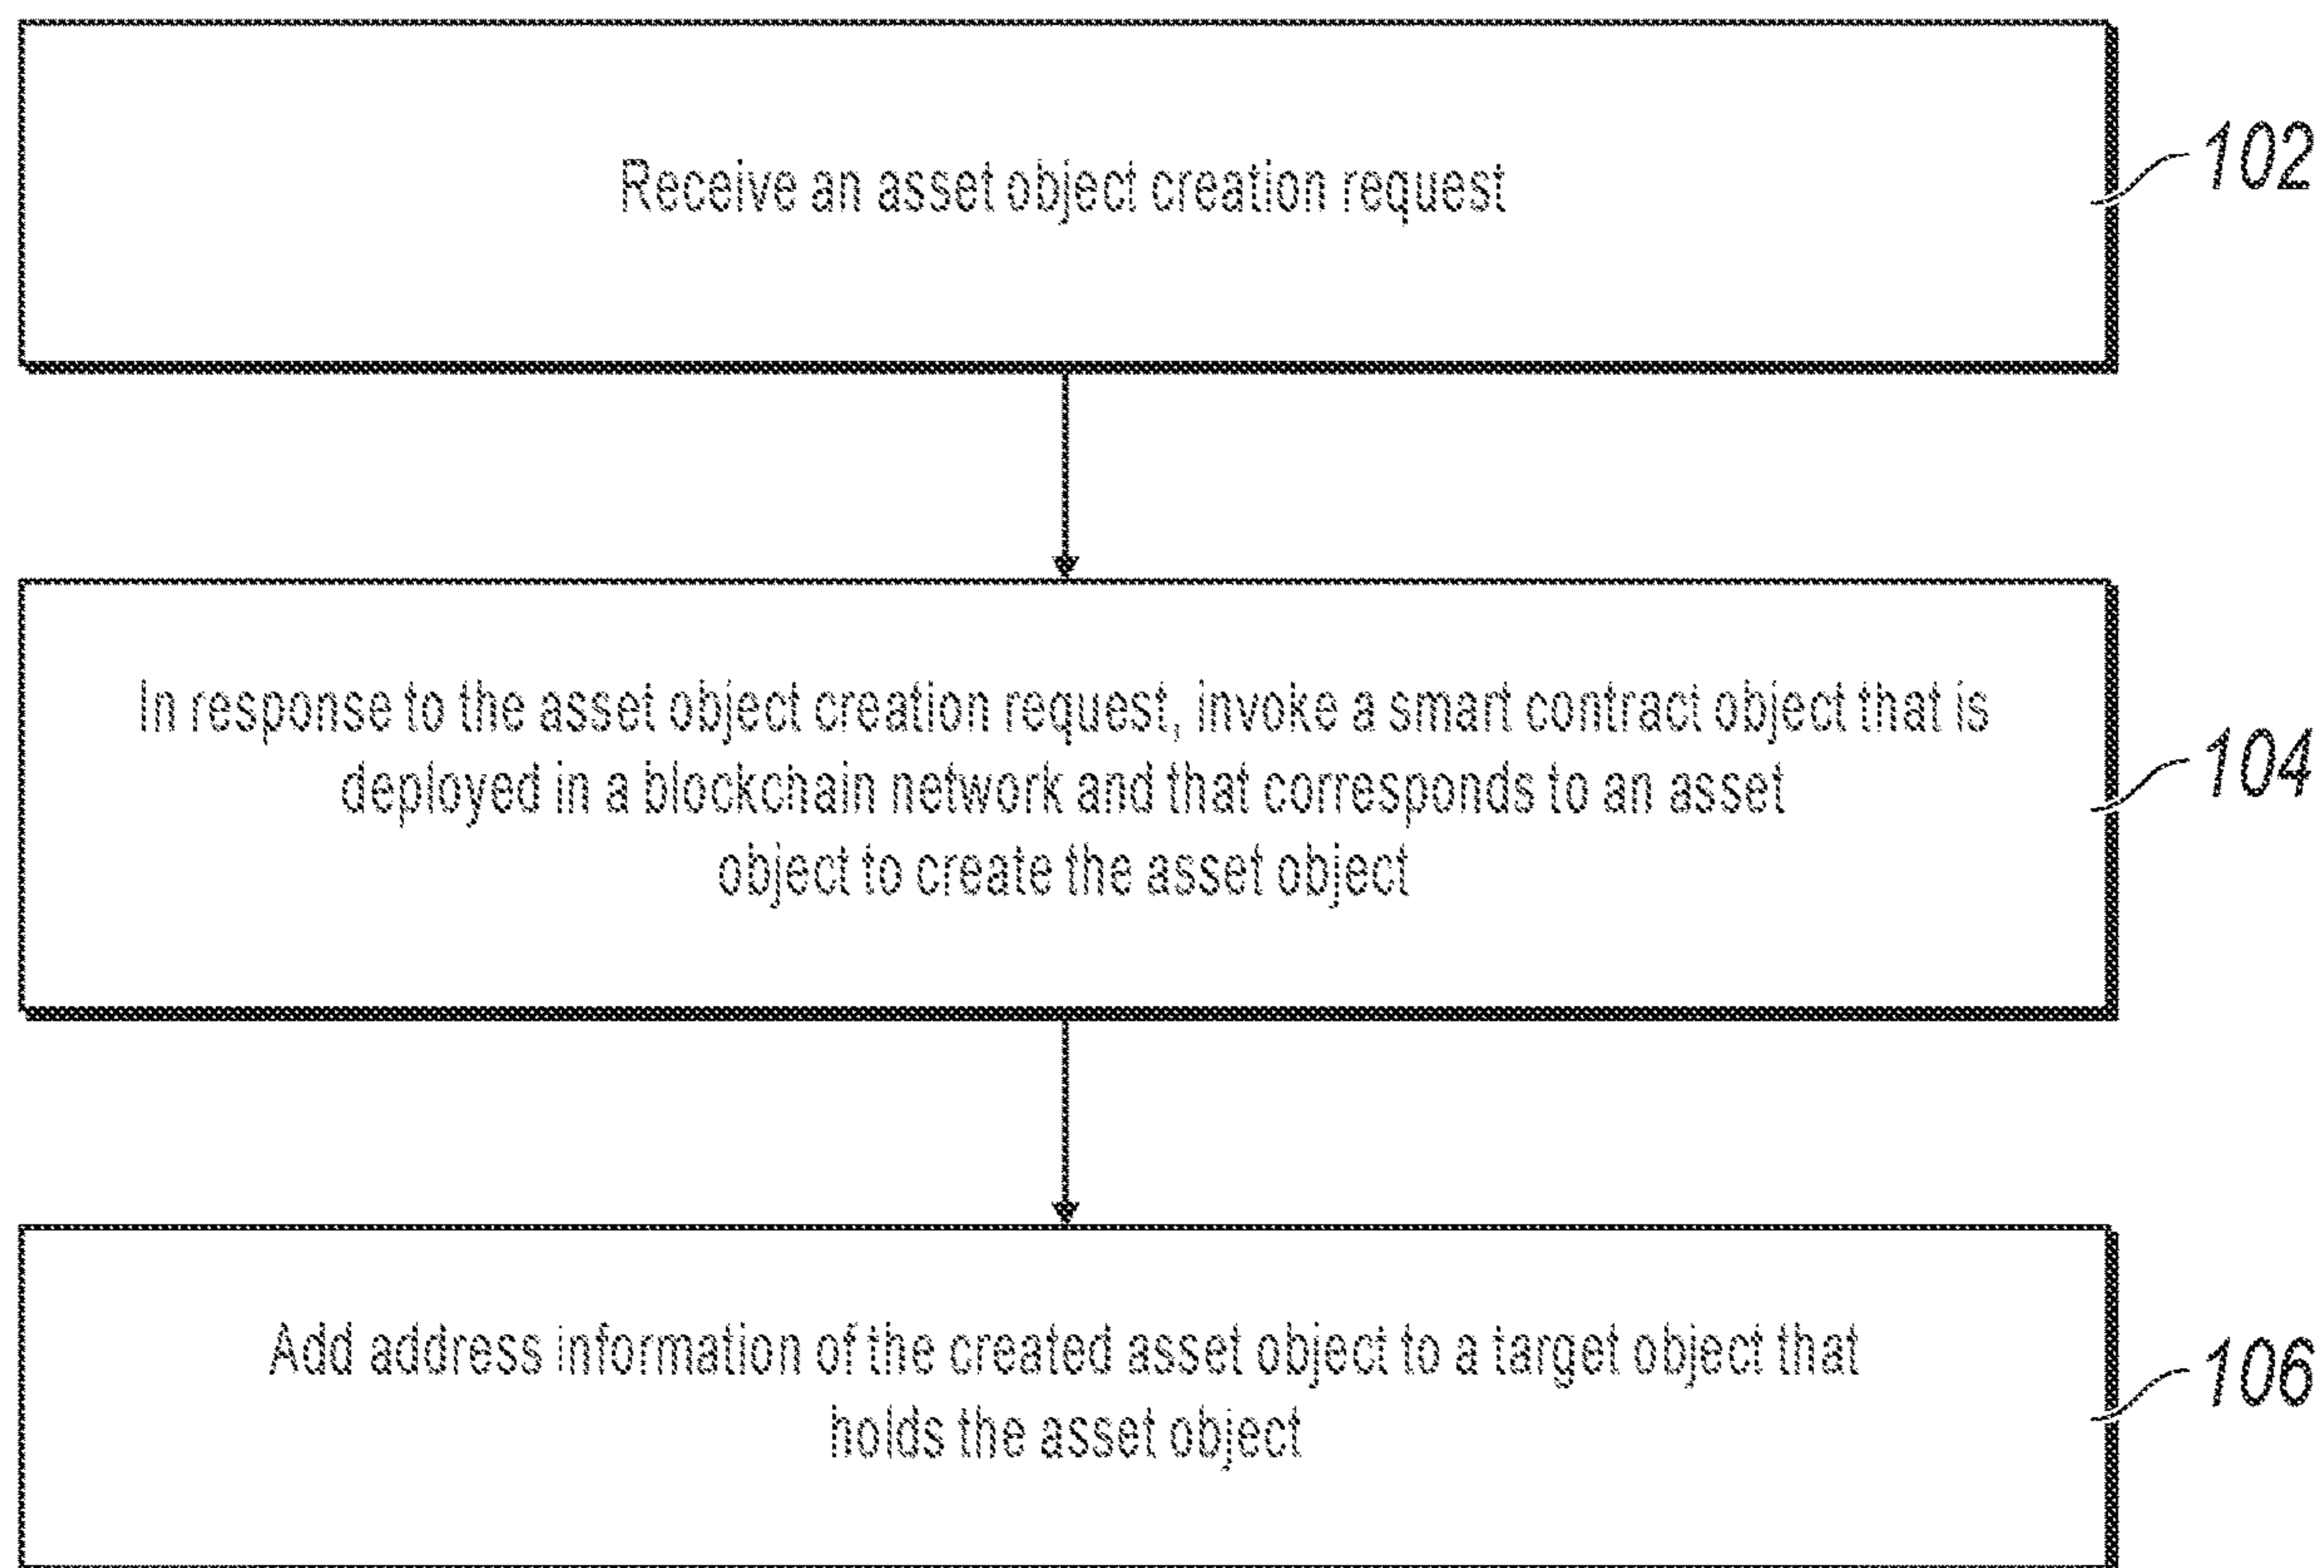 Receive an asset object creation request
102
In response to the asset object creation request, invoke a smart contract object that is
deployed in a blockchain network and that corresponds to an asset
object to create the asset object
104
Add address information of the created asset object to a target object that
holds the asset object
106